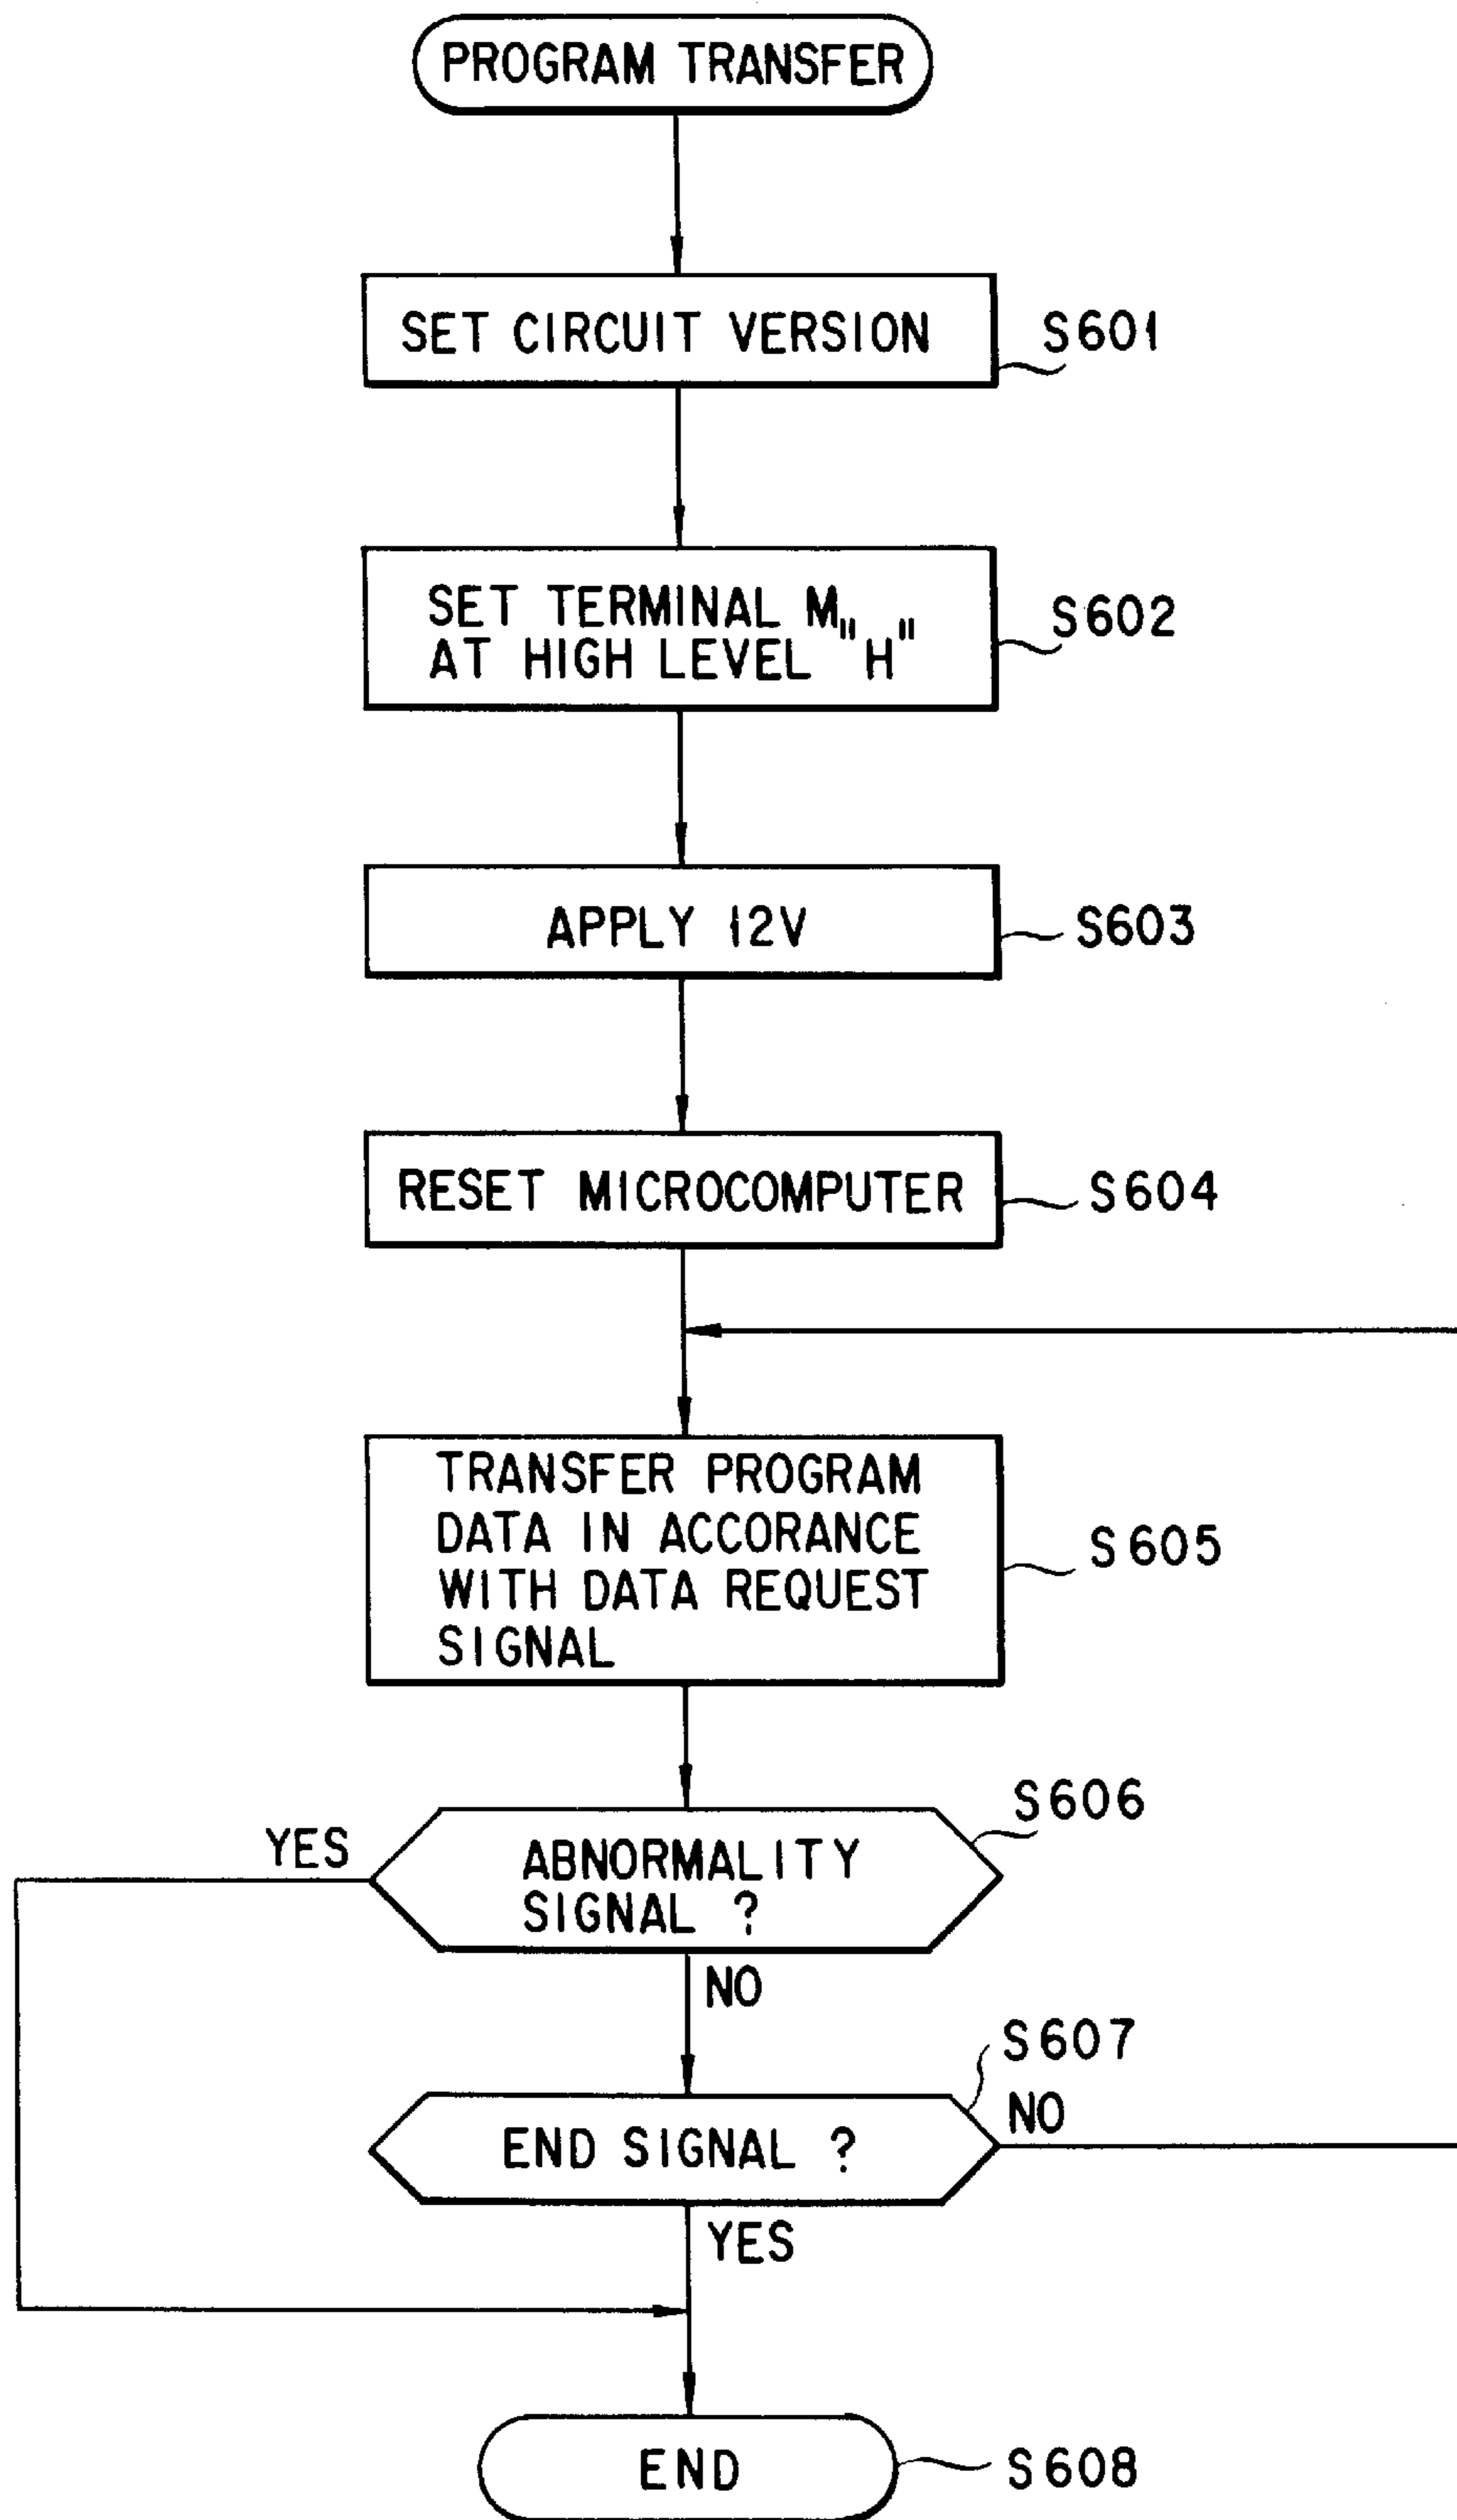 PROGRAM TRANSFER
SET CIRCUIT VERSION
S601
SET TERMINAL M
AT HIGH LEVEL "H"
S602
APPLY 12V
S603
RESET MICROCOMPUTER
S604
TRANSFER PROGRAM
DATA IN ACCORANCE
WITH DATA REQUEST
SIGNAL
S605
S606
YES
ABNORMALITY
SIGNAL ?
NO
S607
NO
END SIGNAL ?
YES
END
S608